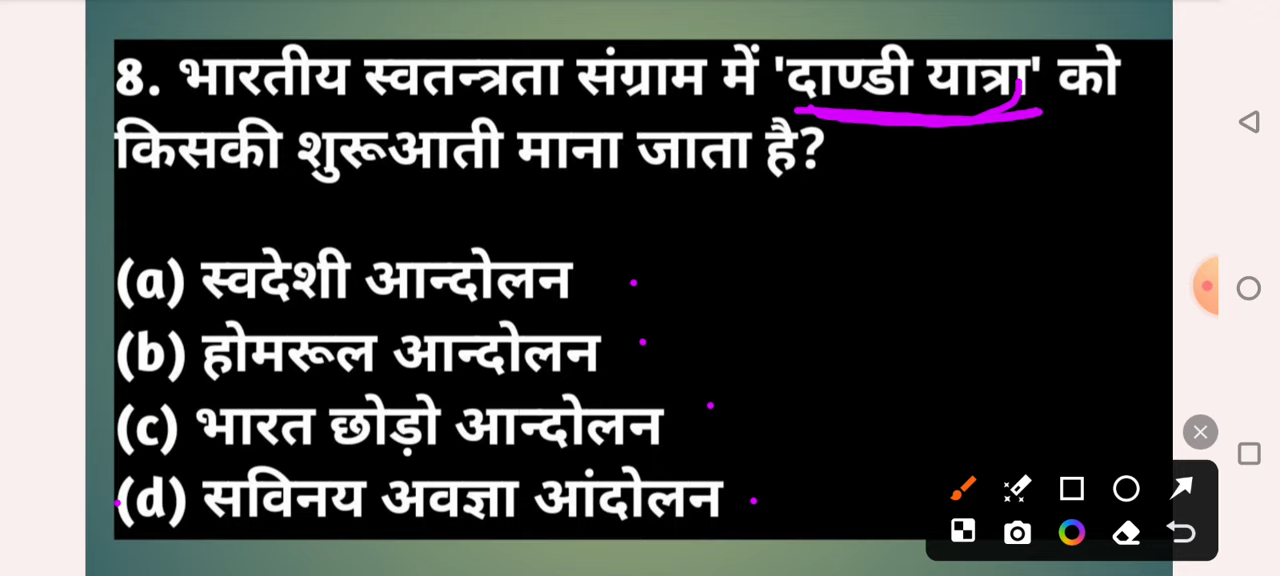 8. भारतीय स्वतन्त्रता संग्राम में 'दाण्डी यात्रा' को
किसकी शुरूआती माना जाता है?
(a) स्वदेशी आन्दोलन
(b) होमरूल आन्दोलन
(c) भारत छोड़ो आन्दोलन
(d) सविनय अवज्ञा आंदोलन